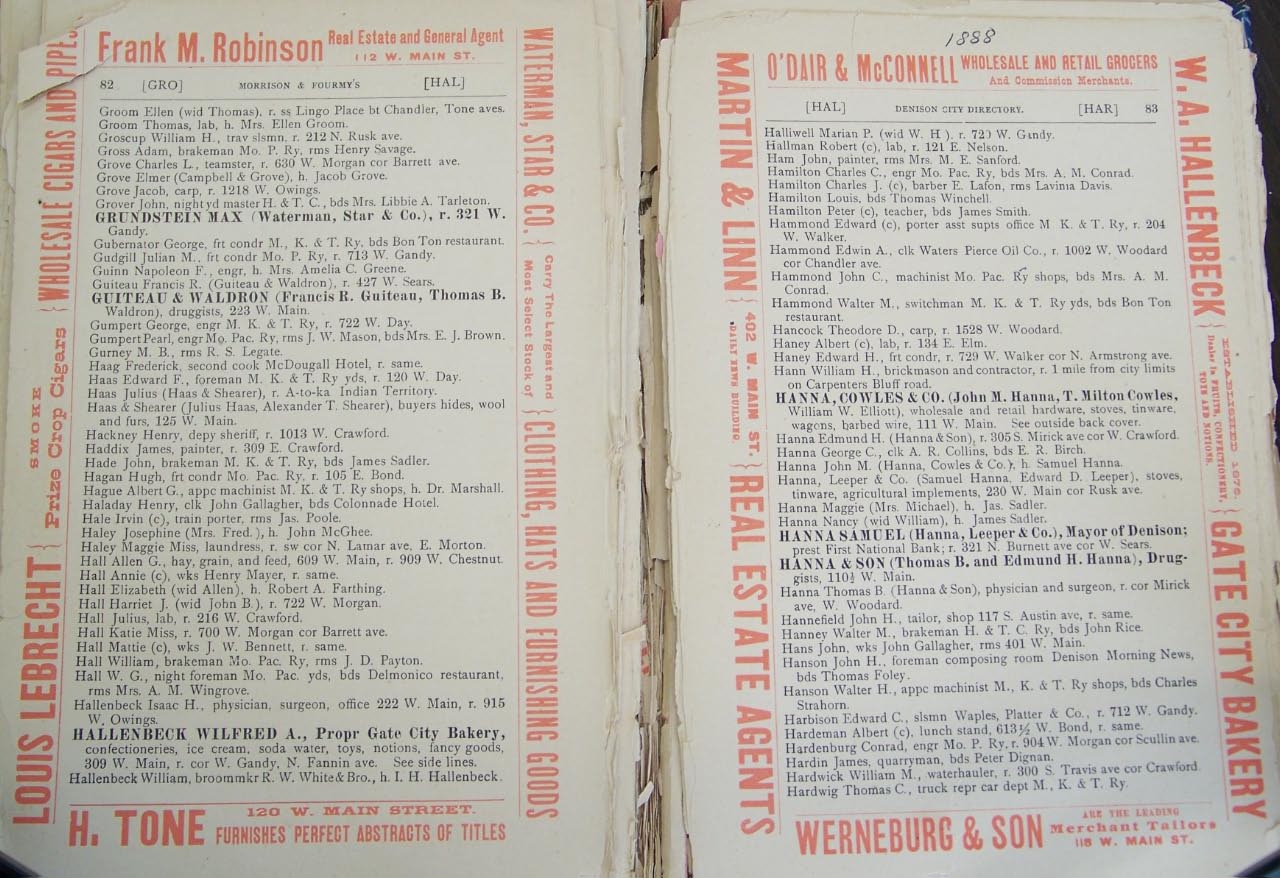 Frank M. Robinson Real Estate and General Agent
112 W. MAIN ST.
82 [GRO] MORRISON & FOURMY'S [HAL]
Groom Ellen (wid Thomas), r. ss Lingo Place bt Chandler, Tone aves.
Groom Thomas, lab, h. Mrs. Ellen Groom.
Groscup William H., trav slsmn, r. 212 N. Rusk ave.
Gross Adam, brakeman Mo. P. Ry, rms Henry Savage.
Grove Charles L., teamster, r. 630 W. Morgan cor Barrett ave.
Grove Elmer (Campbell & Grove), h. Jacob Grove.
Grove Jacob, carp, r. 1218 W. Owings.
Grover John, night yd master H. & T. C., bds Mrs. Libbie A. Tarleton.
GRUNDSTEIN MAX (Waterman, Star & Co.), r. 321 W.
Gandy.
Gubernator George, frt condr M., K. & T. Ry, bds Bon Ton restaurant.
Gudgill Julian M., frt condr Mo. P. Ry, r. 713 W. Gandy.
Guinn Napoleon F., engr, h. Mrs. Amelia C. Greene.
Guiteau Francis R. (Guiteau & Waldron), r. 427 W. Sears.
GUITEAU & WALDRON (Francis R. Guiteau, Thomas B.
Waldron), druggists, 223 W. Main.
Gumpert George, engr M. K. & T. Ry, r. 722 W. Day.
Gumpert Pearl, engr Mo. Pac. Ry, rms J. W. Mason, bds Mrs. E. J. Brown.
Gurney M. B., rms R. S. Legate.
Haag Frederick, second cook McDougall Hotel, r. same.
Haas Edward F., foreman M. K. & T. Ry yds, r. 120 W. Day.
Haas Julius (Haas & Shearer), r. A-to-ka Indian Territory.
Haas & Shearer (Julius Haas, Alexander T. Shearer), buyers hides, wool
and furs, 125 W. Main.
Hackney Henry, depy sheriff, r. 1013 W. Crawford.
Haddix James, painter, r. 309 E. Crawford.
Hade John, brakeman M. K. & T. Ry, bds James Sadler.
Hagan Hugh, frt condr Mo. Pac. Ry, r. 105 E. Bond.
Hague Albert G., appc machinist M. K. & T. Ry shops, h. Dr. Marshall.
Haladay Henry, clk John Gallagher, bds Colonnade Hotel.
Hale Irvin (c), train porter, rms Jas. Poole.
Haley Josephine (Mrs. Fred.), h. John McGhee.
Haley Maggie Miss, laundress, r. sw cor N. Lamar ave, E. Morton.
Hall Allen G., hay, grain, and feed, 609 W. Main, r. 909 W. Chestnut.
Hall Annie (c), wks Henry Mayer, r. same.
Hall Elizabeth (wid Allen), h. Robert A. Farthing.
Hall Harriet J. (wid John B.), r. 722 W. Morgan.
Hall Julius, lab, r. 216 W. Crawford.
Hall Katie Miss, r. 700 W. Morgan cor Barrett ave.
Hall Mattie (c), wks J. W. Bennett, r. same.
Hall William, brakeman Mo. Pac. Ry, rms J. D. Payton.
Hall W. G., night foreman Mo. Pac. yds, bds Delmonico restaurant,
rms Mrs. A. M. Wingrove.
Hallenbeck Isaac H., physician, surgeon, office 222 W. Main, r. 915
W. Owings.
HALLENBECK WILFRED A., Propr Gate City Bakery,
confectioneries, ice cream, soda water, toys, notions, fancy goods,
309 W. Main, r. cor W. Gandy, N. Fannin ave. See side lines.
Hallenbeck William, broommkr R. W. White & Bro., h. I. H. Hallenbeck.
120 W. MAIN STREET.
H. TONE FURNISHES PERFECT ABSTRACTS OF TITLES
LOUIS LEBRECHT { SMOKE Prize Crop Cigars } WHOLESALE CIGARS AND PIPES
WATERMAN, STAR & CO. { Carry The Largest and Most Select Stock of } CLOTHING, HATS AND FURNISHING GOODS
1888
O'DAIR & McCONNELL WHOLESALE AND RETAIL GROCERS
And Commission Merchants.
[HAL] DENISON CITY DIRECTORY. [HAR] 83
Halliwell Marian P. (wid W. H), r. 720 W. Gandy.
Hallman Robert (c), lab, r. 121 E. Nelson.
Ham John, painter, rms Mrs. M. E. Sanford.
Hamilton Charles C., engr Mo. Pac. Ry, bds Mrs. A. M. Conrad.
Hamilton Charles J. (c), barber E. Lafon, rms Lavinia Davis.
Hamilton Louis, bds Thomas Winchell.
Hamilton Peter (c), teacher, bds James Smith.
Hammond Edward (c), porter asst supts office M K. & T. Ry, r. 204
W. Walker.
Hammond Edwin A., clk Waters Pierce Oil Co., r. 1002 W. Woodard
cor Chandler ave.
Hammond John C., machinist Mo. Pac. Ry shops, bds Mrs. A. M.
Conrad.
Hammond Walter M., switchman M. K. & T. Ry yds, bds Bon Ton
restaurant.
Hancock Theodore D., carp, r. 1528 W. Woodard.
Haney Albert (c), lab, r. 134 E. Elm.
Haney Edward H., frt condr, r. 729 W. Walker cor N. Armstrong ave.
Hann William H., brickmason and contractor, r. 1 mile from city limits
on Carpenters Bluff road.
HANNA, COWLES & CO. (John M. Hanna, T. Milton Cowles,
William W. Elliott), wholesale and retail hardware, stoves, tinware,
wagons, barbed wire, 111 W. Main. See outside back cover.
Hanna Edmund H. (Hanna & Son), r. 305 S. Mirick ave cor W. Crawford.
Hanna George C., clk A. R. Collins, bds E. R. Birch.
Hanna John M. (Hanna, Cowles & Co.), h. Samuel Hanna.
Hanna, Leeper & Co. (Samuel Hanna, Edward D. Leeper), stoves,
tinware, agricultural implements, 230 W. Main cor Rusk ave.
Hanna Maggie (Mrs. Michael), h. Jas. Sadler.
Hanna Nancy (wid William), h. James Sadler.
HANNA SAMUEL (Hanna, Leeper & Co.), Mayor of Denison;
prest First National Bank; r. 321 N. Burnett ave cor W. Sears.
HANNA & SON (Thomas B. and Edmund H. Hanna), Drug-
gists, 110½ W. Main.
Hanna Thomas B. (Hanna & Son), physician and surgeon, r. cor Mirick
ave, W. Woodard.
Hannefield John H., tailor, shop 117 S. Austin ave, r. same.
Hanney Walter M., brakeman H. & T. C. Ry, bds John Rice.
Hans John, wks John Gallagher, rms 401 W. Main.
Hanson John H., foreman composing room Denison Morning News,
bds Thomas Foley.
Hanson Walter H., appc machinist M., K. & T. Ry shops, bds Charles
Strahorn.
Harbison Edward C., slsmn Waples, Platter & Co., r. 712 W. Gandy.
Hardeman Albert (c), lunch stand, 613½ W. Bond, r. same.
Hardenburg Conrad, engr Mo. P. Ry, r. 904 W. Morgan cor Scullin ave.
Hardin James, quarryman, bds Peter Dignan.
Hardwick William M., waterhauler, r. 300 S. Travis ave cor Crawford.
Hardwig Thomas C., truck repr car dept M., K. & T. Ry.
WERNEBURG & SON ARE THE LEADING
Merchant Tailors
118 W. MAIN ST.
MARTIN & LINN { 402 W. MAIN ST. DAILY NEWS BUILDING. } REAL ESTATE AGENTS
W. A. HALLENBECK { ESTABLISHED 1876. Dealer in FRUITS, CONFECTIONERY, TOYS AND NOTIONS. } GATE CITY BAKERY